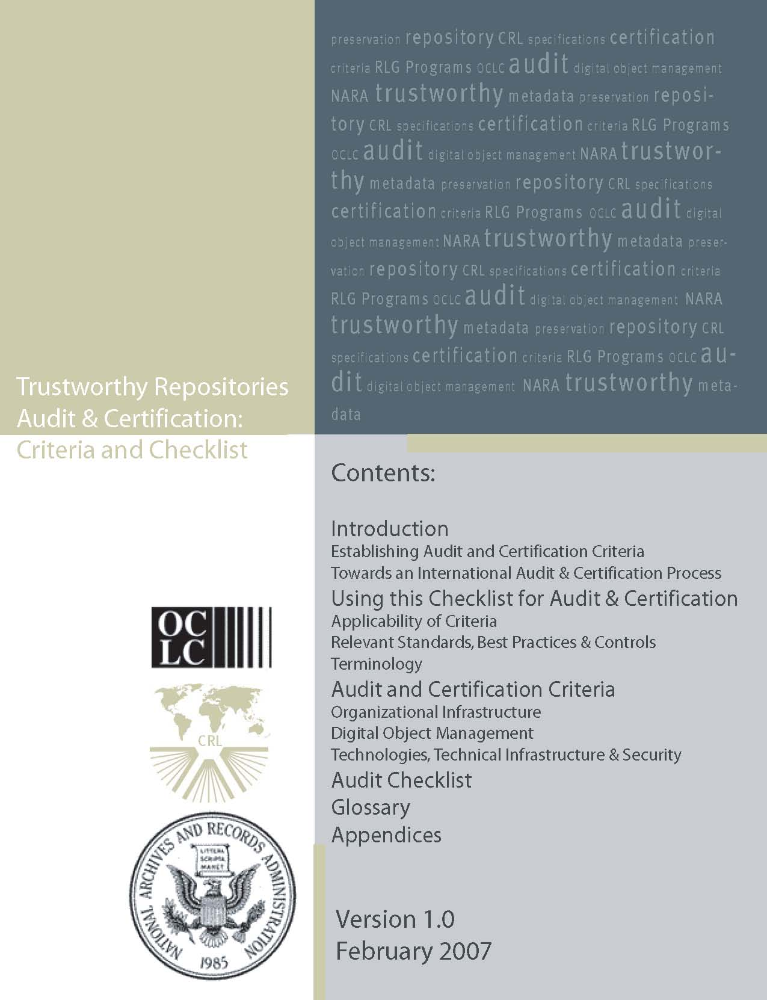 preservation repository CRL specifications certification
criteria RLG Programs OCLC audit digital object management
NARA trustworthy metadata preservation reposi-
tory CRL specifications certification criteria RLG Programs
OCLC audit digital object management NARA trustwor-
thy metadata preservation repository CRL specifications
certification criteria RLG Programs OCLC audit digital
object management NARA trustworthy metadata preser-
vation repository CRL specifications certification criteria
RLG Programs OCLC audit digital object management NARA
trustworthy metadata preservation repository CRL
specifications certification criteria RLG Programs OCLC au-
dit digital object management NARA trustworthy meta-
data
Trustworthy Repositories
Audit & Certification:
Criteria and Checklist
Contents:
Introduction
Establishing Audit and Certification Criteria
Towards an International Audit & Certification Process
Using this Checklist for Audit & Certification
Applicability of Criteria
Relevant Standards, Best Practices & Controls
Terminology
Audit and Certification Criteria
Organizational Infrastructure
Digital Object Management
Technologies, Technical Infrastructure & Security
Audit Checklist
Glossary
Appendices
OC
LC
CRL
NATIONAL ARCHIVES AND RECORDS ADMINISTRATION
LITTERA
SCRIPTA
MANET
1985
Version 1.0
February 2007